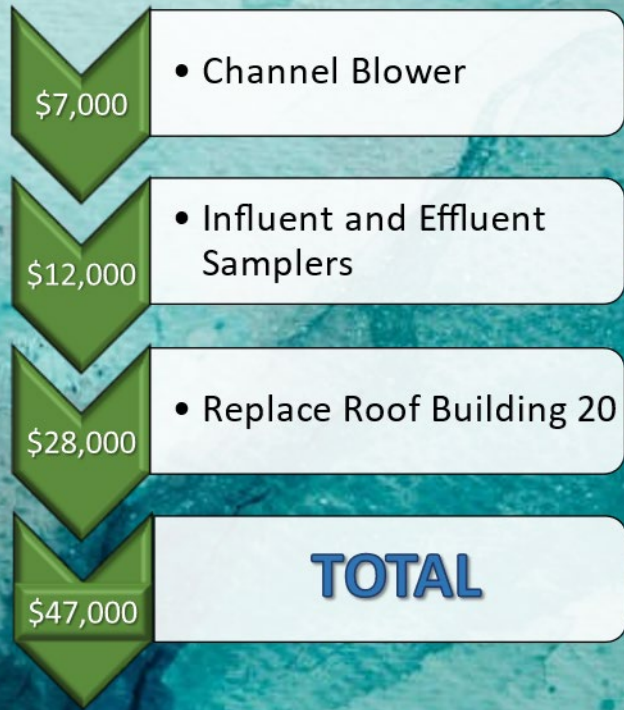 $7,000
• Channel Blower
$12,000
• Influent and Effluent
Samplers
$28,000
• Replace Roof Building 20
$47,000
TOTAL